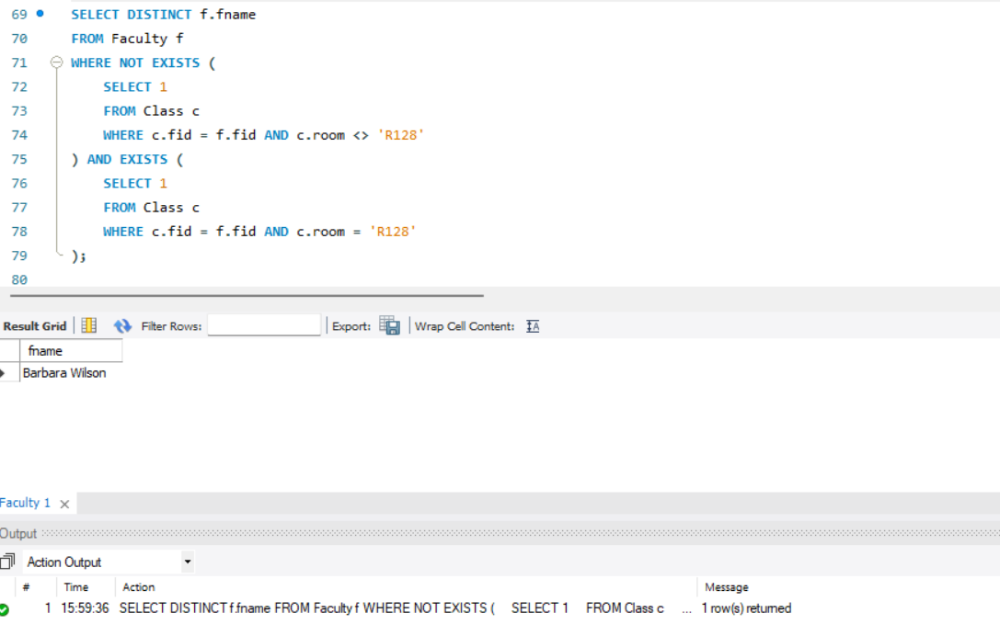 69 SELECT DISTINCT f.fname
70 FROM Faculty f
71 WHERE NOT EXISTS (
72 SELECT 1
73 FROM Class c
74 WHERE c.fid = f.fid AND c.room <> 'R128'
75 ) AND EXISTS (
76 SELECT 1
77 FROM Class c
78 WHERE c.fid = f.fid AND c.room = 'R128'
79 );
80
Result Grid Filter Rows: Export: Wrap Cell Content: IA
fname
Barbara Wilson
Faculty 1 ×
Output
Action Output
# Time Action Message
1 15:59:36 SELECT DISTINCT f.fname FROM Faculty f WHERE NOT EXISTS ( SELECT 1 FROM Class c ... 1 row(s) returned